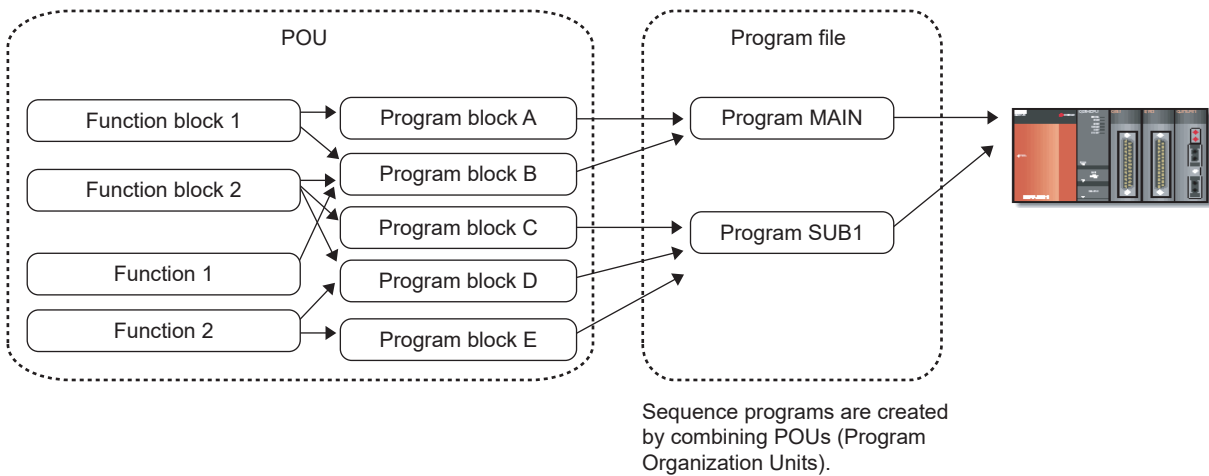 POU
Program file
Function block 1
Program block A
Program MAIN
Function block 2
Program block B
Program block C
Program SUB1
Function 1
Program block D
Function 2
Program block E
Sequence programs are created
by combining POUs (Program
Organization Units).